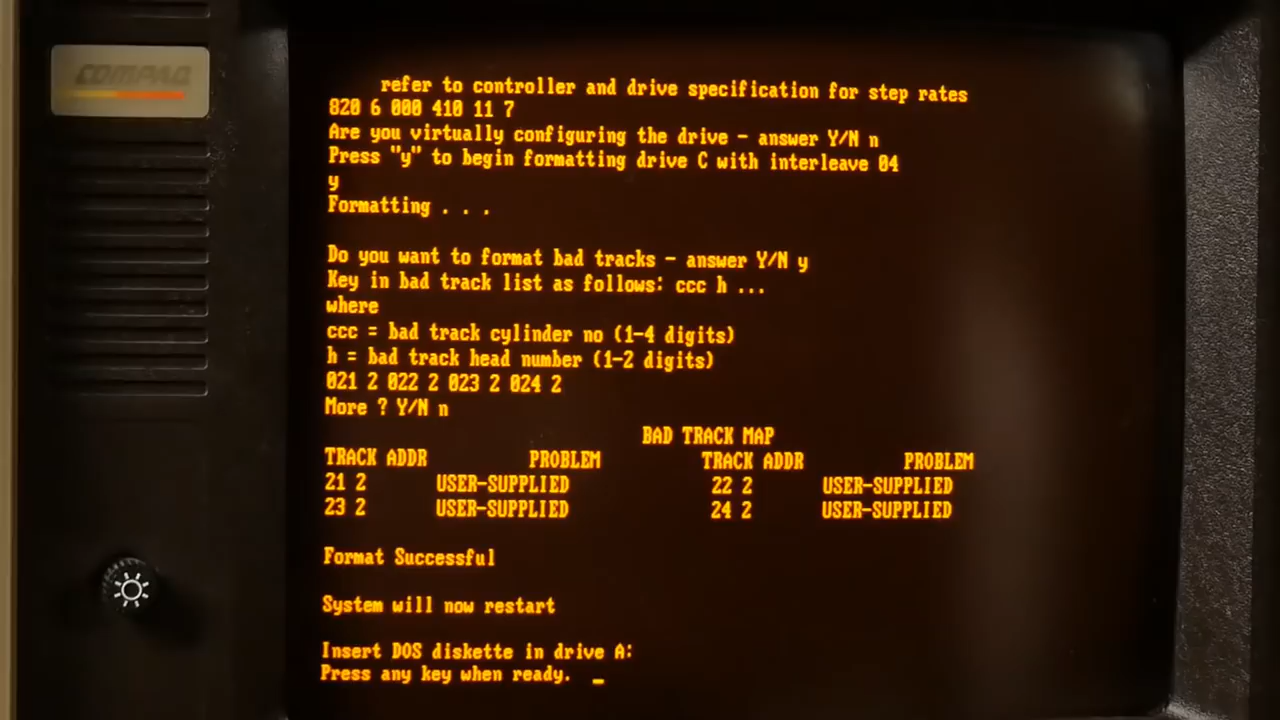 COMPAQ
refer to controller and drive specification for step rates
820 6 000 410 11 7
Are you virtually configuring the drive - answer Y/N n
Press "y" to begin formatting drive C with interleave 04
y
Formatting . . .
Do you want to format bad tracks - answer Y/N y
Key in bad track list as follows: ccc h ...
where
ccc = bad track cylinder no (1-4 digits)
h = bad track head number (1-2 digits)
021 2 022 2 023 2 024 2
More ? Y/N n
BAD TRACK MAP
TRACK ADDR PROBLEM TRACK ADDR PROBLEM
21 2 USER-SUPPLIED 22 2 USER-SUPPLIED
23 2 USER-SUPPLIED 24 2 USER-SUPPLIED
Format Successful
System will now restart
Insert DOS diskette in drive A:
Press any key when ready. _